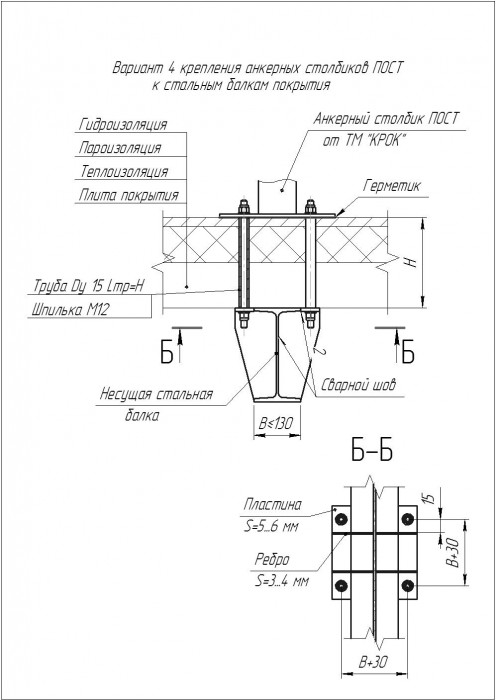 Вариант 4 крепления анкерных столбиков ПОСТ
к стальным балкам покрытия
Гидроизоляция
Пароизоляция
Теплоизоляция
Плита покрытия
Анкерный столбик ПОСТ
от ТМ "КРОК"
Герметик
H
Труба Dу 15 Lтр=H
Шпилька М12
Б
Б
Несущая стальная
балка
Сварной шов
B≤130
Б-Б
Пластина
S=5...6 мм
Ребро
S=3...4 мм
15
B+30
B+30